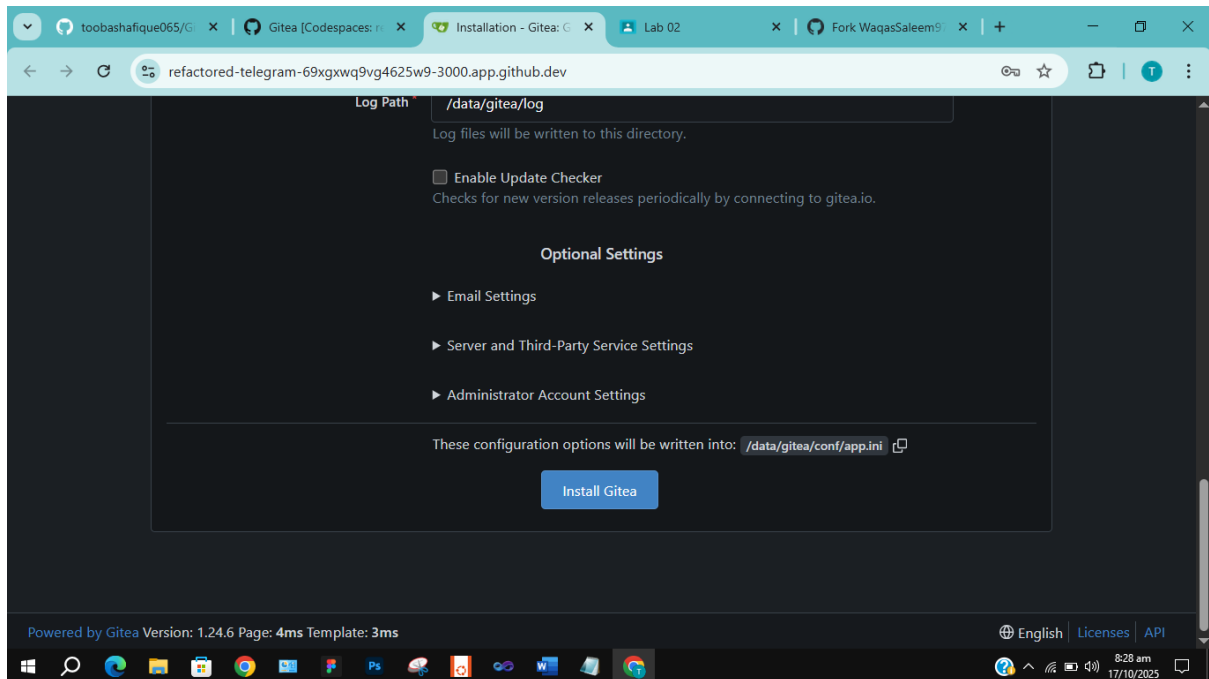 toobashafique065/Gi
Gitea [Codespaces: re
Installation - Gitea: G
Lab 02
Fork WaqasSaleem97
refactored-telegram-69xgxwq9vg4625w9-3000.app.github.dev
T
Log Path *
/data/gitea/log
Log files will be written to this directory.
Enable Update Checker
Checks for new version releases periodically by connecting to gitea.io.
Optional Settings
Email Settings
Server and Third-Party Service Settings
Administrator Account Settings
These configuration options will be written into: /data/gitea/conf/app.ini
Install Gitea
Powered by Gitea Version: 1.24.6 Page: 4ms Template: 3ms
English Licenses API
Ps
8:28 am
17/10/2025